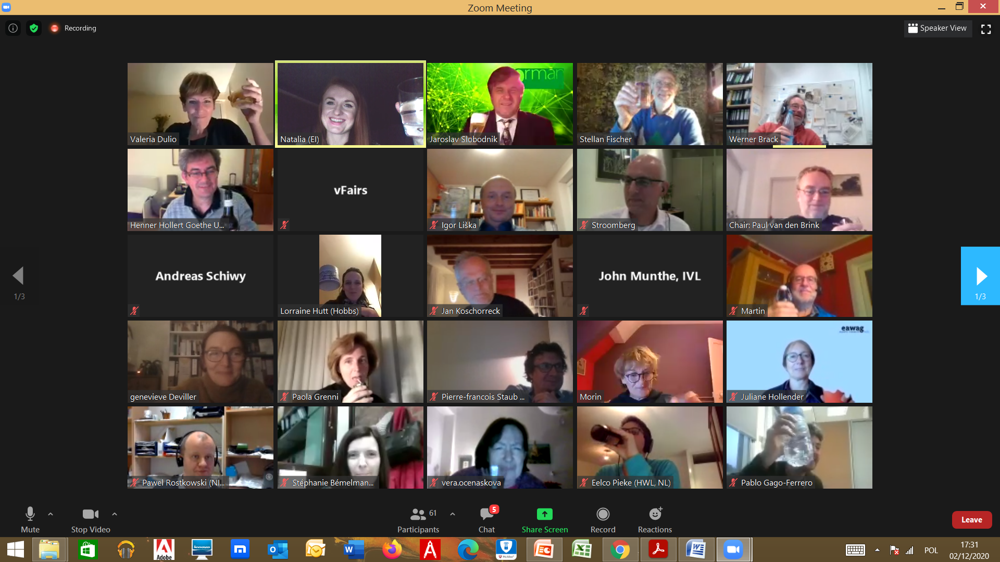 Zoom Meeting
Recording
Speaker View
Valeria Dulio
Natalia (EI)
orman
Jaroslav Slobodnik
Stellan Fischer
Werner Brack
Henner Hollert Goethe U...
vFairs
Igor Liška
Stroomberg
Chair: Paul van den Brink
Andreas Schiwy
Lorraine Hutt (Hobbs)
Jan Koschorreck
John Munthe, IVL
Martin
1/3
1/3
genevieve Deviller
Paola Grenni
Pierre-francois Staub ...
Morin
eawag
Juliane Hollender
Pawel Rostkowski (NI...
Stéphanie Bémelman...
vera.ocenaskova
Eelco Pieke (HWL, NL)
Pablo Gago-Ferrero
61
5
Mute
Stop Video
Participants
Chat
Share Screen
Record
Reactions
Leave
Adobe
lenovo
McAfee
POL
17:31
02/12/2020